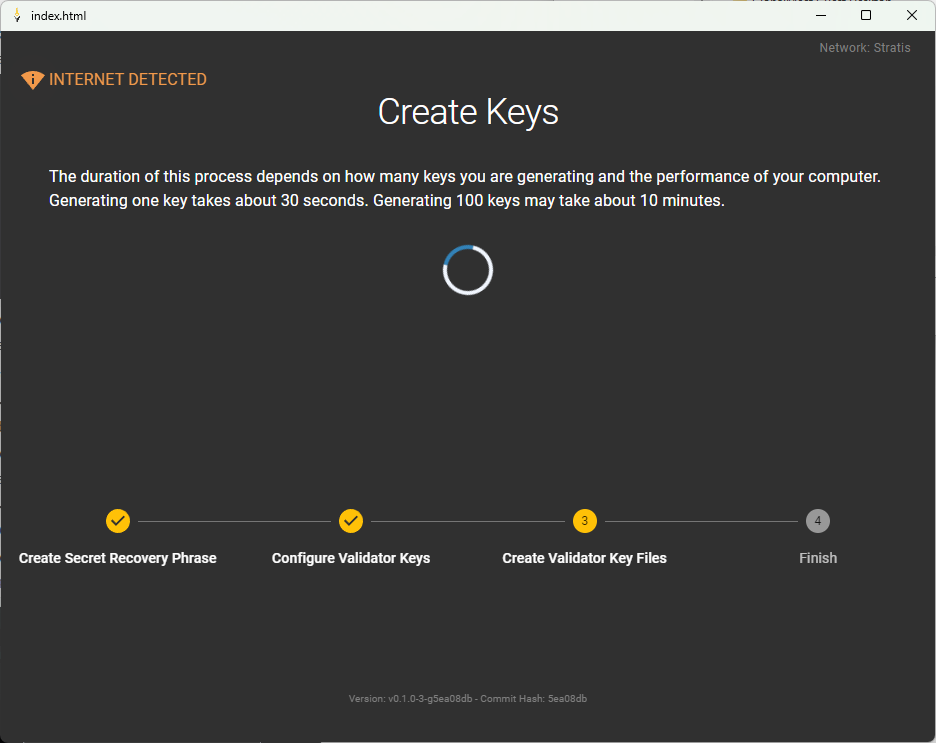 index.html
Network: Stratis
INTERNET DETECTED
Create Keys
The duration of this process depends on how many keys you are generating and the performance of your computer.
Generating one key takes about 30 seconds. Generating 100 keys may take about 10 minutes.
3
4
Create Secret Recovery Phrase
Configure Validator Keys
Create Validator Key Files
Finish
Version: v0.1.0-3-g5ea08db - Commit Hash: 5ea08db